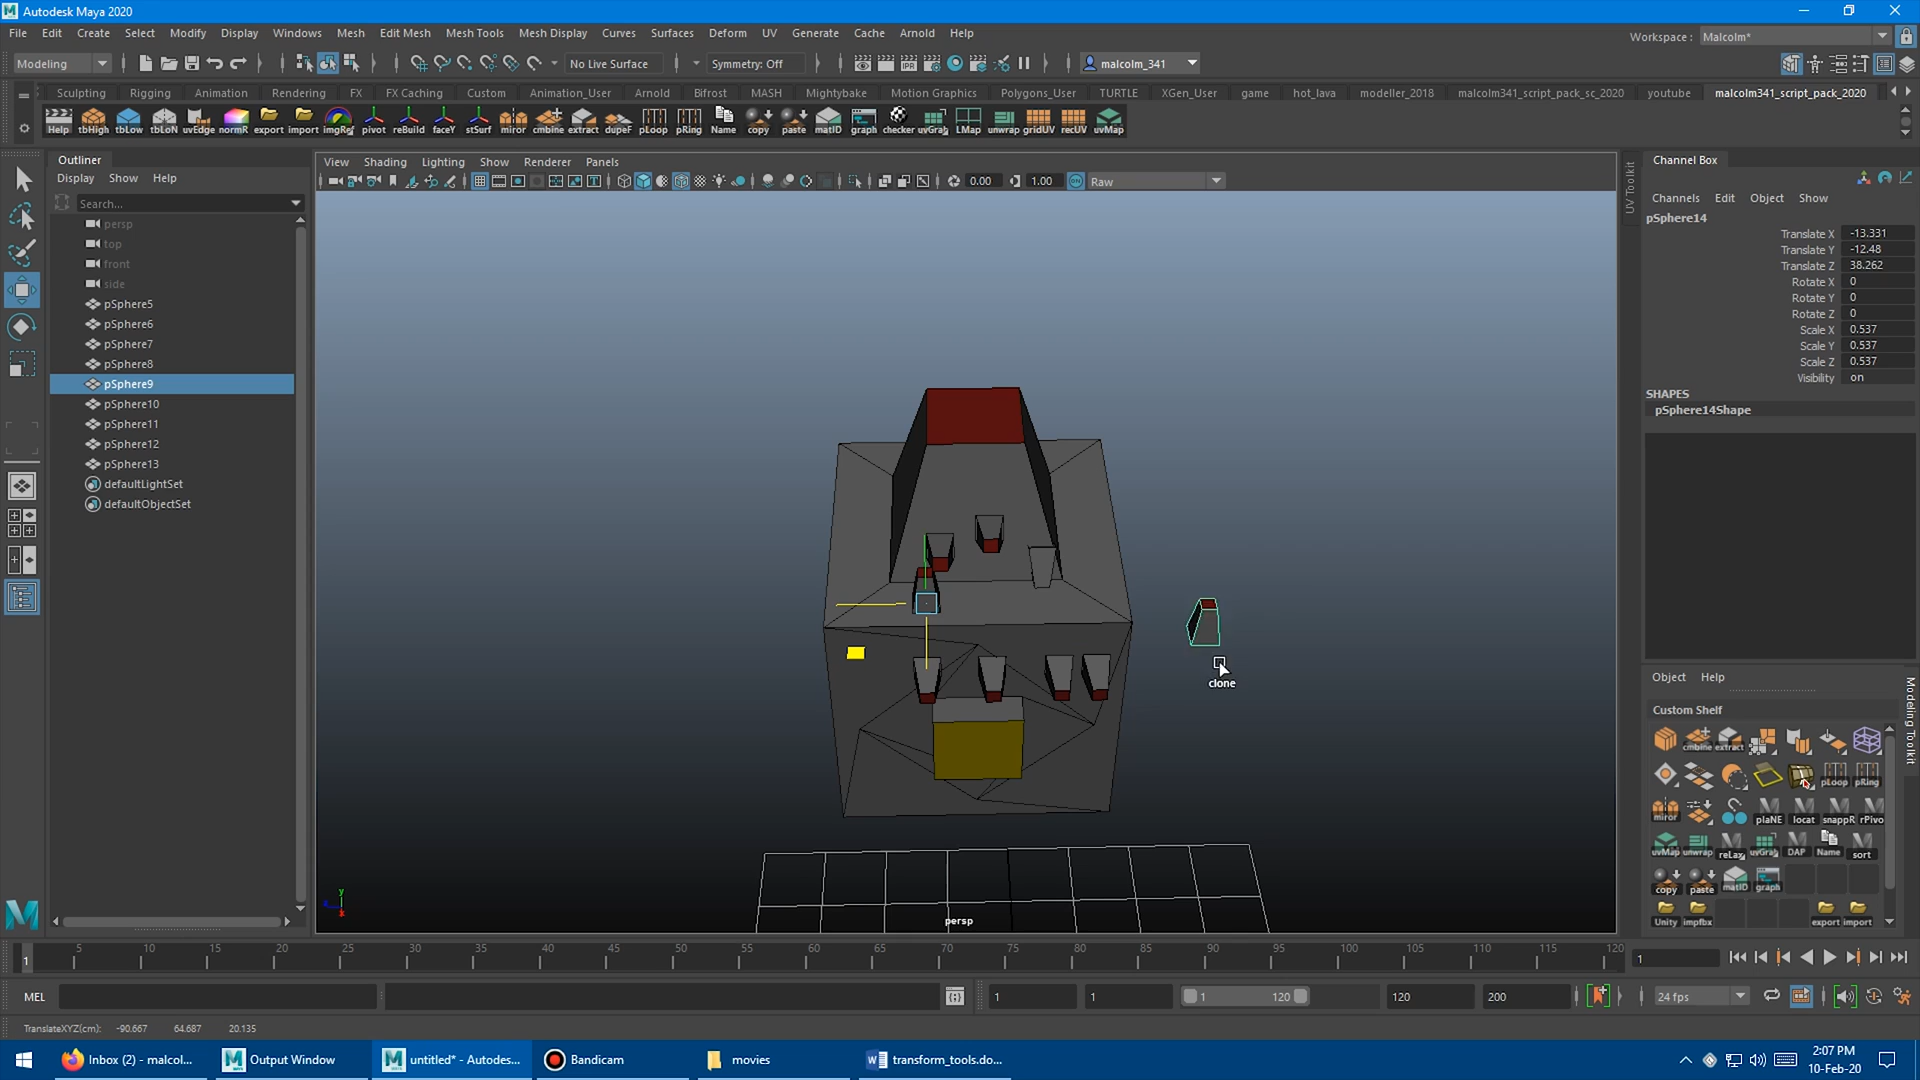 Autodesk Maya 2020
File Edit Create Select Modify Display Windows Mesh Edit Mesh Mesh Tools Mesh Display Curves Surfaces Deform UV Generate Cache Arnold Help
Workspace : Malcolm*
Modeling No Live Surface Symmetry: Off malcolm_341
Sculpting Rigging Animation Rendering FX FX Caching Custom Animation_User Arnold Bifrost MASH Mightybake Motion Graphics Polygons_User TURTLE XGen_User game hot_lava modeller_2018 malcolm341_script_pack_sc_2020 youtube malcolm341_script_pack_2020
Help tbHigh tbLow tbLoN uvEdge normR export import imgRef pivot reBuild faceY stSurf miror cmbine extract dupeF pLoop pRing Name copy paste matID graph checker uvGrab LMap unwrap gridUV recUV uvMap
Outliner
Display Show Help
Search...
persp
top
front
side
pSphere5
pSphere6
pSphere7
pSphere8
pSphere9
pSphere10
pSphere11
pSphere12
pSphere13
defaultLightSet
defaultObjectSet
View Shading Lighting Show Renderer Panels
0.00 1.00 Raw
clone
persp
UV Toolkit
Channel Box
Channels Edit Object Show
pSphere14
Translate X -13.331
Translate Y -12.48
Translate Z 38.262
Rotate X 0
Rotate Y 0
Rotate Z 0
Scale X 0.537
Scale Y 0.537
Scale Z 0.537
Visibility on
SHAPES
pSphere14Shape
Object Help
Custom Shelf
Modeling Toolkit
cmbine extract
pLoop pRing
miror plaNE locat snappR rPivo
uvMap unwrap reLax uvGrab DAP Name sort
copy paste matID graph
Unity impfbx export import
1 5 10 15 20 25 30 35 40 45 50 55 60 65 70 75 80 85 90 95 100 105 110 115 120
1
MEL 1 1 1 120 120 200 24 fps
TranslateXYZ(cm): -90.667 64.687 20.135
Inbox (2) - malcol... Output Window untitled* - Autodes... Bandicam movies transform_tools.do...
2:07 PM
10-Feb-20